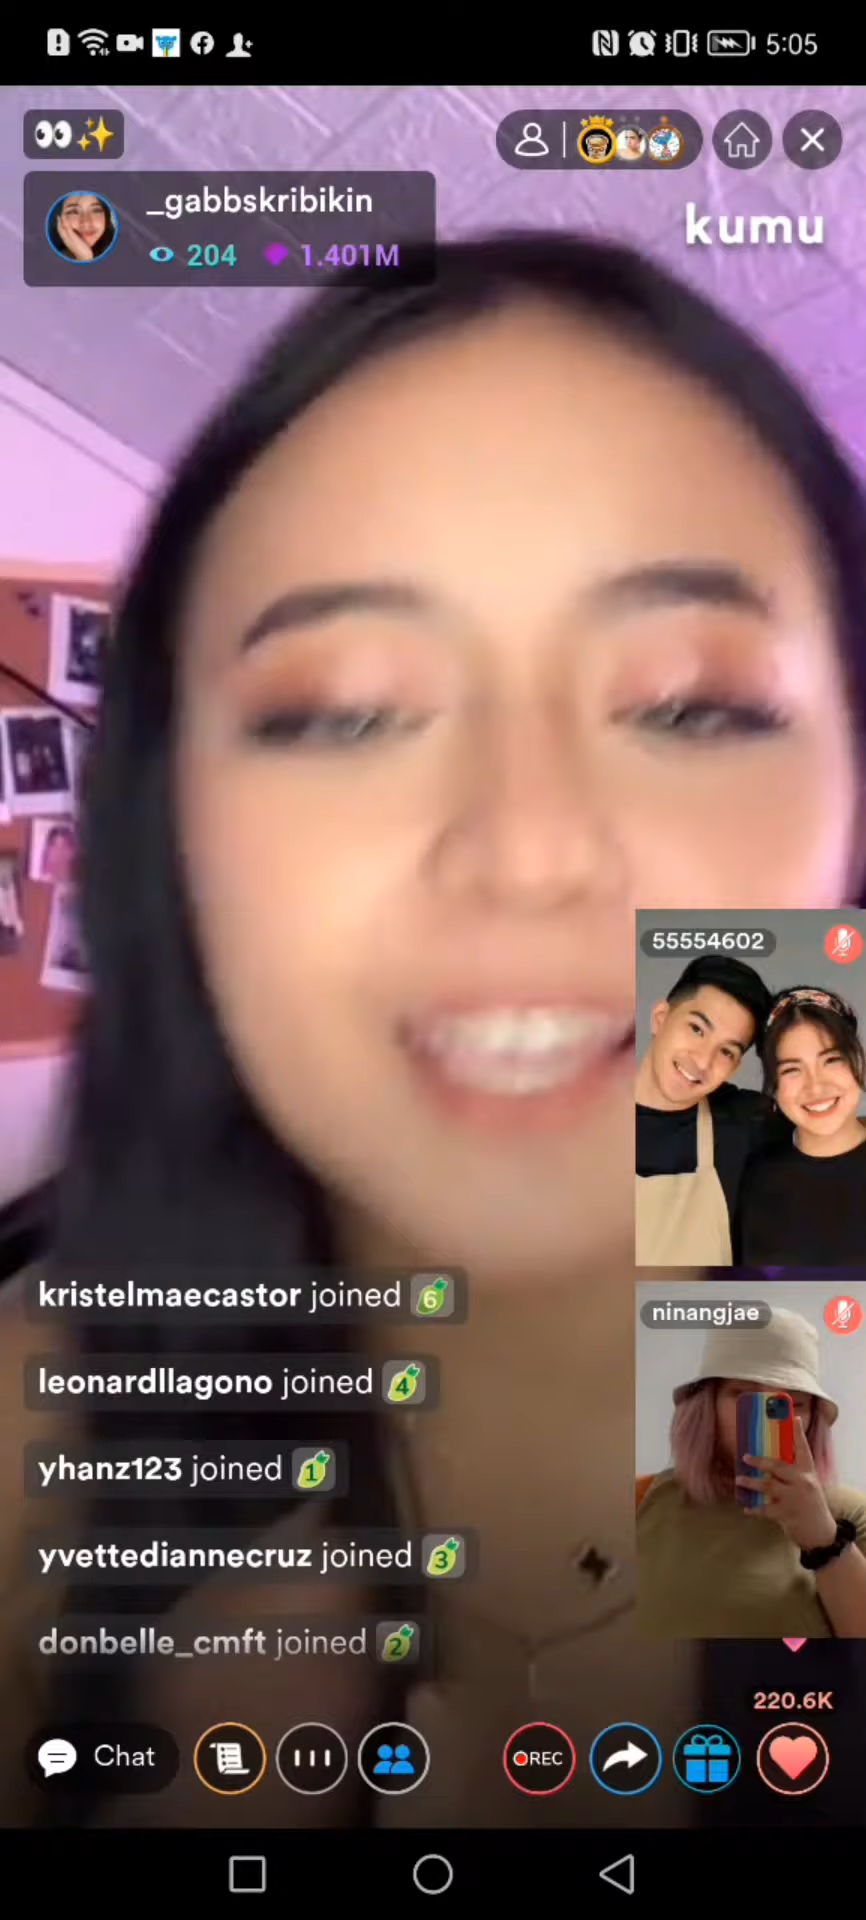 5:05
👀✨
_gabbskribikin
204 1.401M
kumu
55554602
kristelmaecastor joined 6
ninangjae
leonardllagono joined 4
yhanz123 joined 1
yvettediannecruz joined 3
donbelle_cmft joined 2
220.6K
Chat
REC